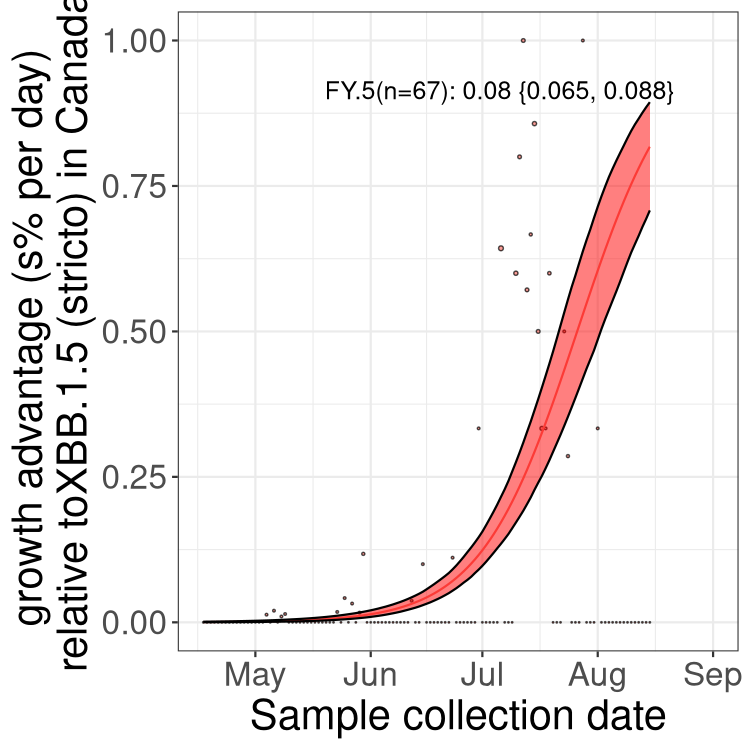 growth advantage (s% per day)
relative toXBB.1.5 (stricto) in Canada
1.00
0.75
0.50
0.25
0.00
FY.5(n=67): 0.08 {0.065, 0.088}
May Jun Jul Aug Sep
Sample collection date